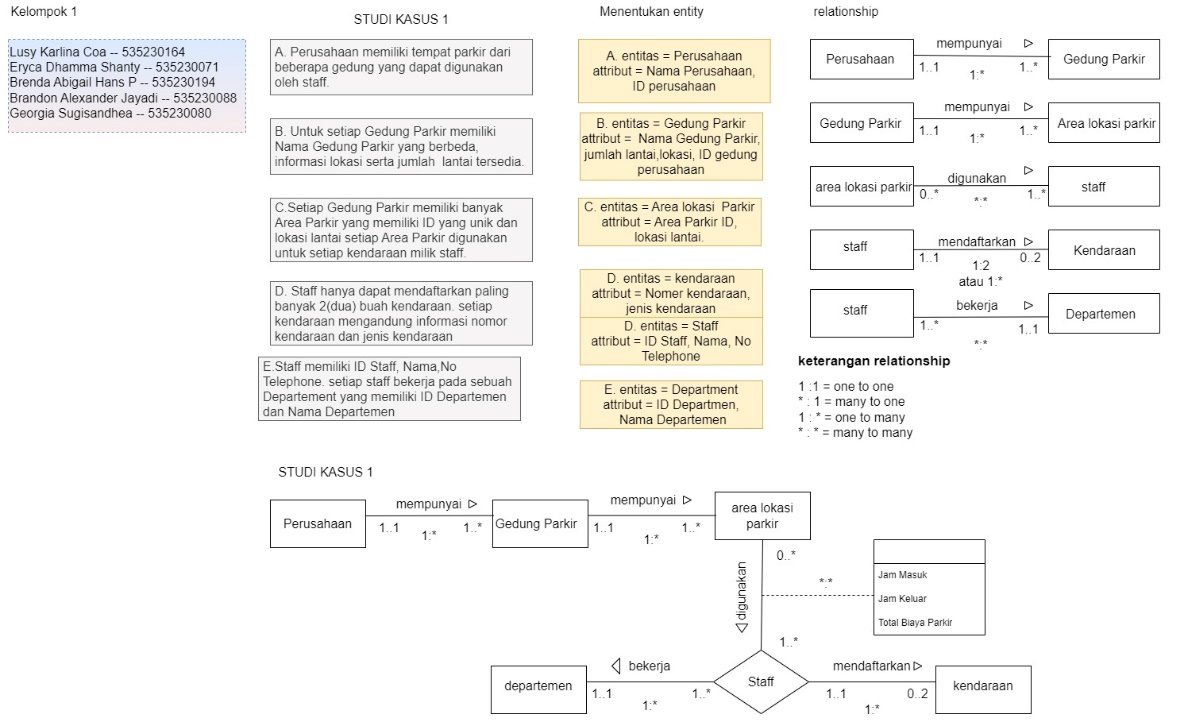 Kelompok 1
Lusy Karlina Coa -- 535230164
Eryca Dhamma Shanty -- 535230071
Brenda Abigail Hans P -- 535230194
Brandon Alexander Jayadi -- 535230088
Georgia Sugisandhea -- 535230080
STUDI KASUS 1
A. Perusahaan memiliki tempat parkir dari
beberapa gedung yang dapat digunakan
oleh staff.
B. Untuk setiap Gedung Parkir memiliki
Nama Gedung Parkir yang berbeda,
informasi lokasi serta jumlah lantai tersedia.
C.Setiap Gedung Parkir memiliki banyak
Area Parkir yang memiliki ID yang unik dan
lokasi lantai setiap Area Parkir digunakan
untuk setiap kendaraan milik staff.
D. Staff hanya dapat mendaftarkan paling
banyak 2(dua) buah kendaraan. setiap
kendaraan mengandung informasi nomor
kendaraan dan jenis kendaraan
E.Staff memiliki ID Staff, Nama,No
Telephone. setiap staff bekerja pada sebuah
Departement yang memiliki ID Departemen
dan Nama Departemen
Menentukan entity
A. entitas = Perusahaan
attribut = Nama Perusahaan,
ID perusahaan
B. entitas = Gedung Parkir
attribut = Nama Gedung Parkir,
jumlah lantai,lokasi, ID gedung
perusahaan
C. entitas = Area lokasi Parkir
attribut = Area Parkir ID,
lokasi lantai.
D. entitas = kendaraan
attribut = Nomer kendaraan,
jenis kendaraan
D. entitas = Staff
attribut = ID Staff, Nama, No
Telephone
E. entitas = Department
attribut = ID Departmen,
Nama Departemen
relationship
Perusahaan
mempunyai
1..1
1:*
1..*
Gedung Parkir
Gedung Parkir
mempunyai
1..1
1:*
1..*
Area lokasi parkir
area lokasi parkir
digunakan
0..*
*:*
1..*
staff
staff
mendaftarkan
1..1
1:2
atau 1:*
0..2
Kendaraan
staff
bekerja
1..*
*:*
1..1
Departemen
keterangan relationship
1 :1 = one to one
* : 1 = many to one
1 : * = one to many
* : * = many to many
STUDI KASUS 1
Perusahaan
mempunyai
1..1
1:*
1..*
Gedung Parkir
mempunyai
1..1
1:*
1..*
area lokasi
parkir
0..*
digunakan
*:*
Jam Masuk
Jam Keluar
Total Biaya Parkir
1..*
departemen
bekerja
1..1
1:*
1..*
Staff
mendaftarkan
1..1
1:*
0..2
kendaraan